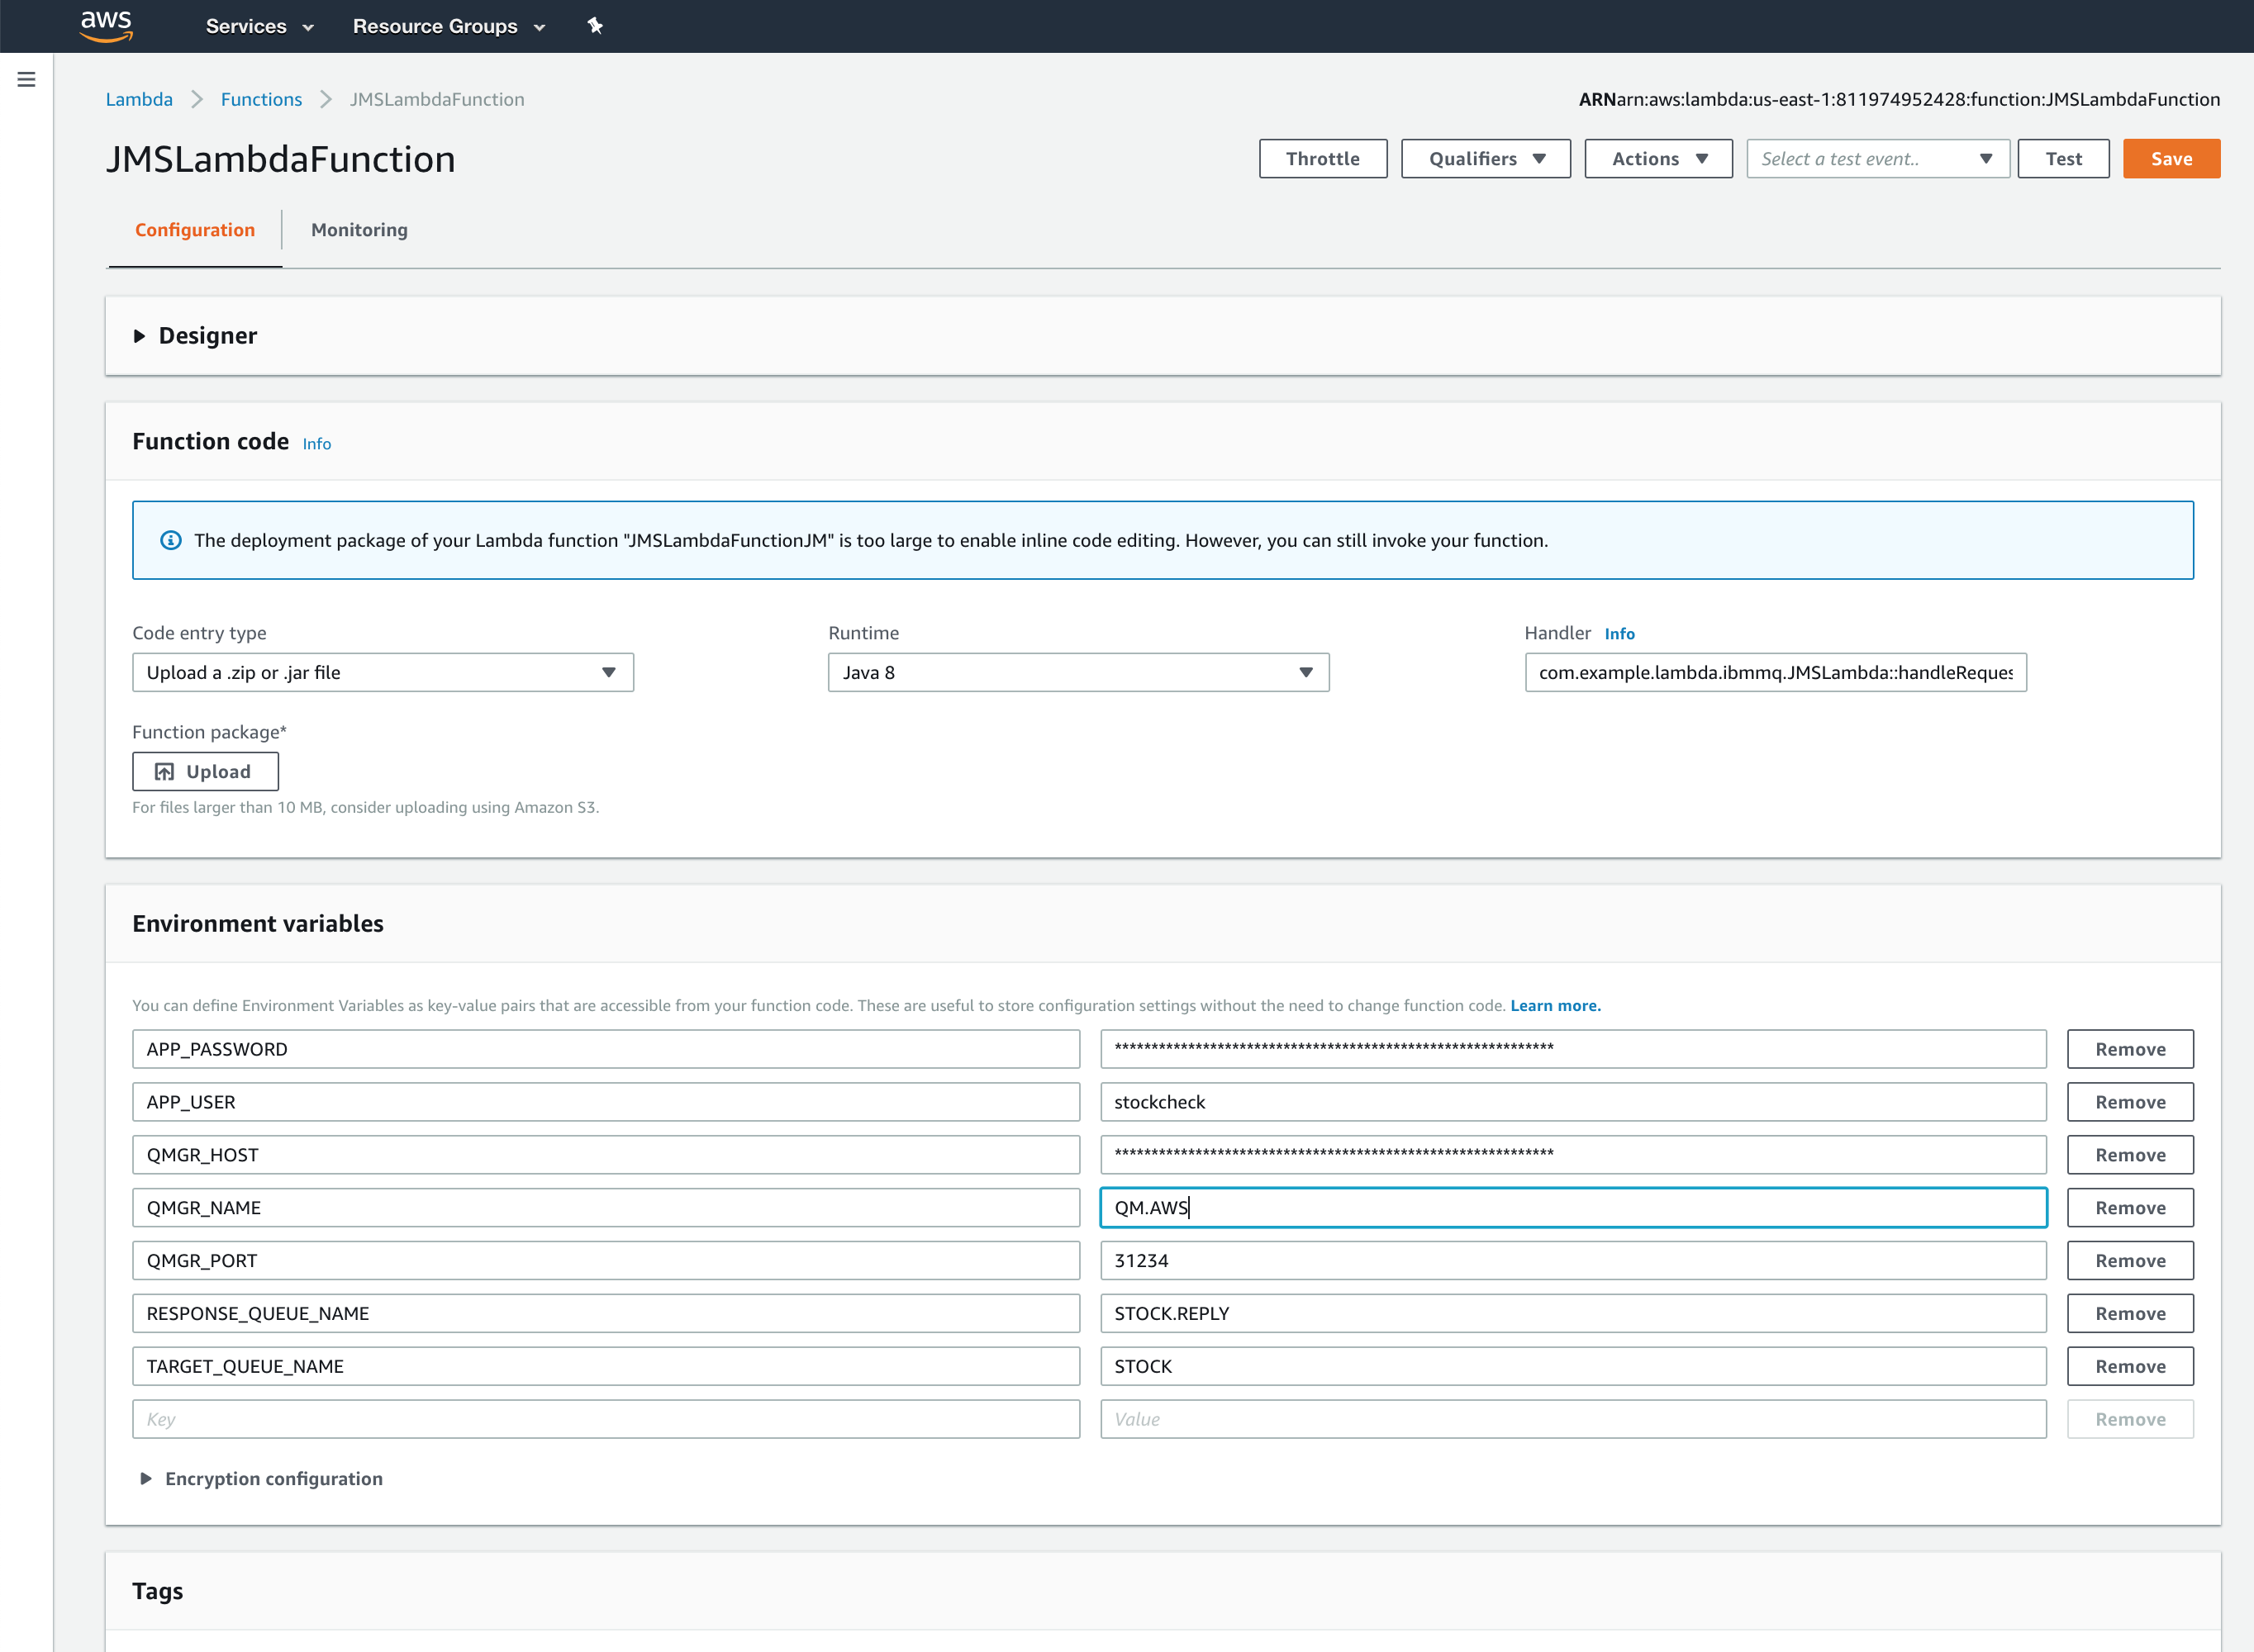 aws Services Resource Groups
Lambda > Functions > JMSLambdaFunction ARNarn:aws:lambda:us-east-1:811974952428:function:JMSLambdaFunction
JMSLambdaFunction Throttle Qualifiers Actions Select a test event.. Test Save
Configuration Monitoring
Designer
Function code Info
The deployment package of your Lambda function "JMSLambdaFunctionJM" is too large to enable inline code editing. However, you can still invoke your function.
Code entry type Runtime Handler Info
Upload a .zip or .jar file Java 8 com.example.lambda.ibmmq.JMSLambda::handleReques
Function package*
Upload
For files larger than 10 MB, consider uploading using Amazon S3.
Environment variables
You can define Environment Variables as key-value pairs that are accessible from your function code. These are useful to store configuration settings without the need to change function code. Learn more.
APP_PASSWORD ************************************************************ Remove
APP_USER stockcheck Remove
QMGR_HOST ************************************************************ Remove
QMGR_NAME QM.AWS Remove
QMGR_PORT 31234 Remove
RESPONSE_QUEUE_NAME STOCK.REPLY Remove
TARGET_QUEUE_NAME STOCK Remove
Key Value Remove
Encryption configuration
Tags